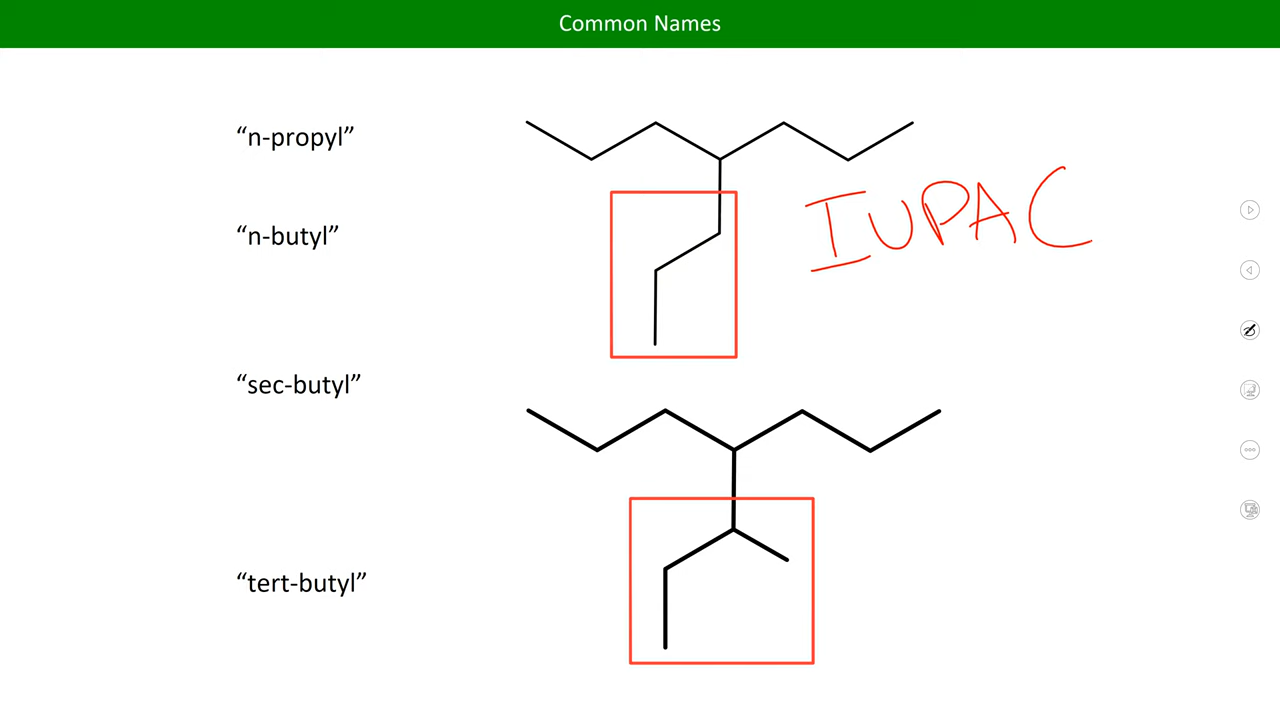 Common Names
“n-propyl”
IUPAC
“n-butyl”
“sec-butyl”
“tert-butyl”